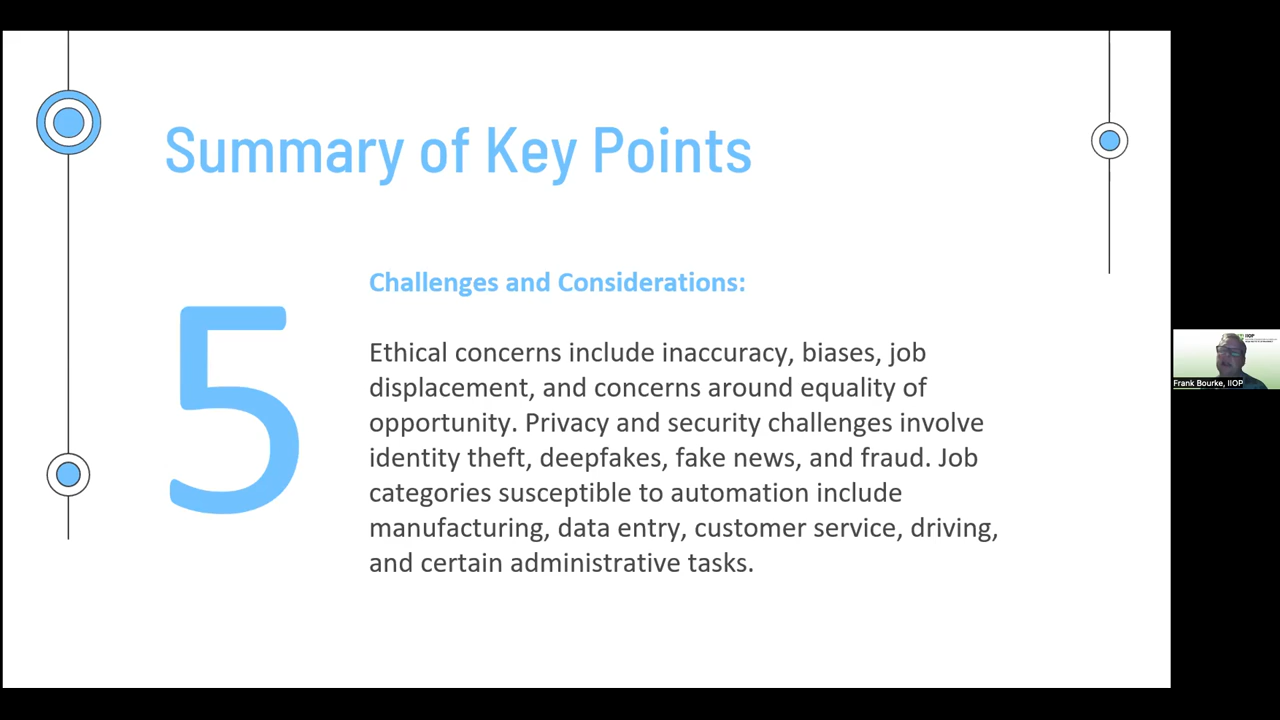 Summary of Key Points
5
Challenges and Considerations:
Ethical concerns include inaccuracy, biases, job
displacement, and concerns around equality of
opportunity. Privacy and security challenges involve
identity theft, deepfakes, fake news, and fraud. Job
categories susceptible to automation include
manufacturing, data entry, customer service, driving,
and certain administrative tasks.
IIOP
Frank Bourke, IIOP